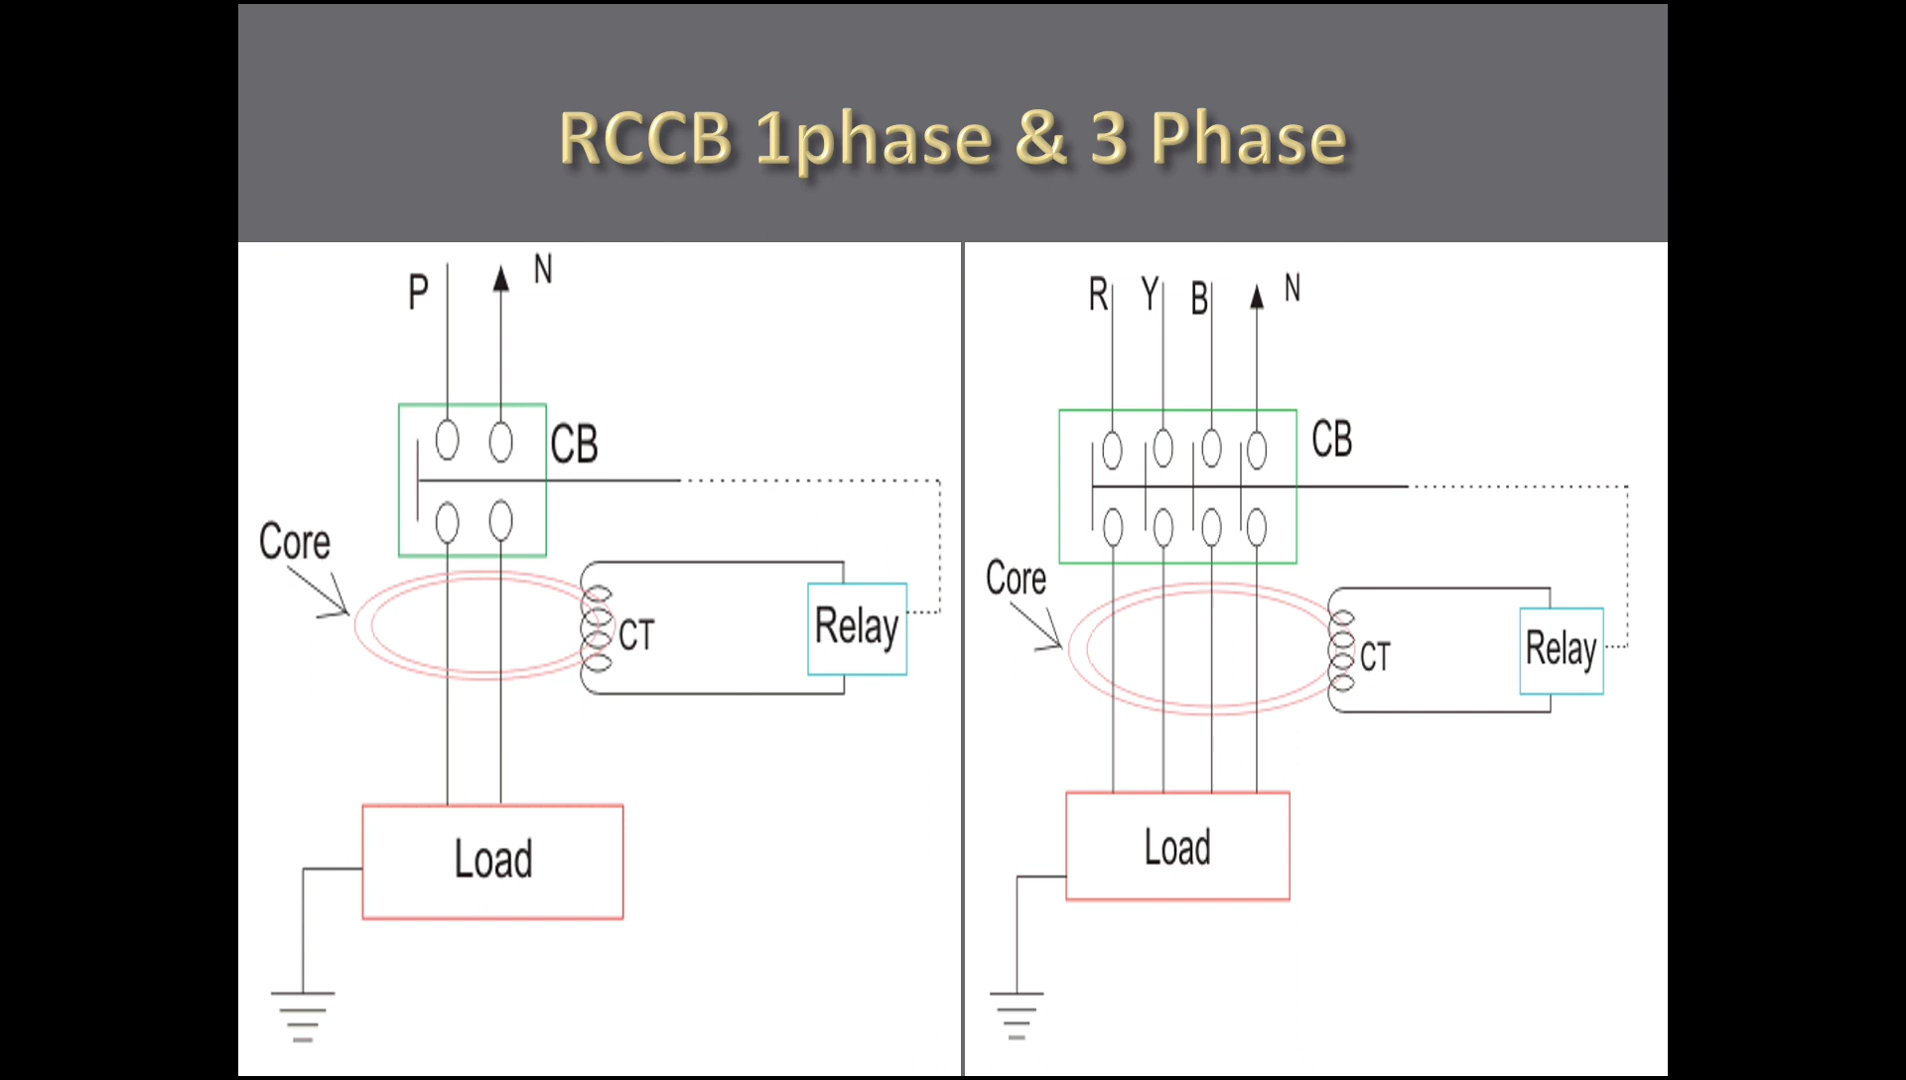 RCCB 1phase & 3 Phase
P
N
CB
Core
CT
Relay
Load
R
Y
B
N
CB
Core
CT
Relay
Load